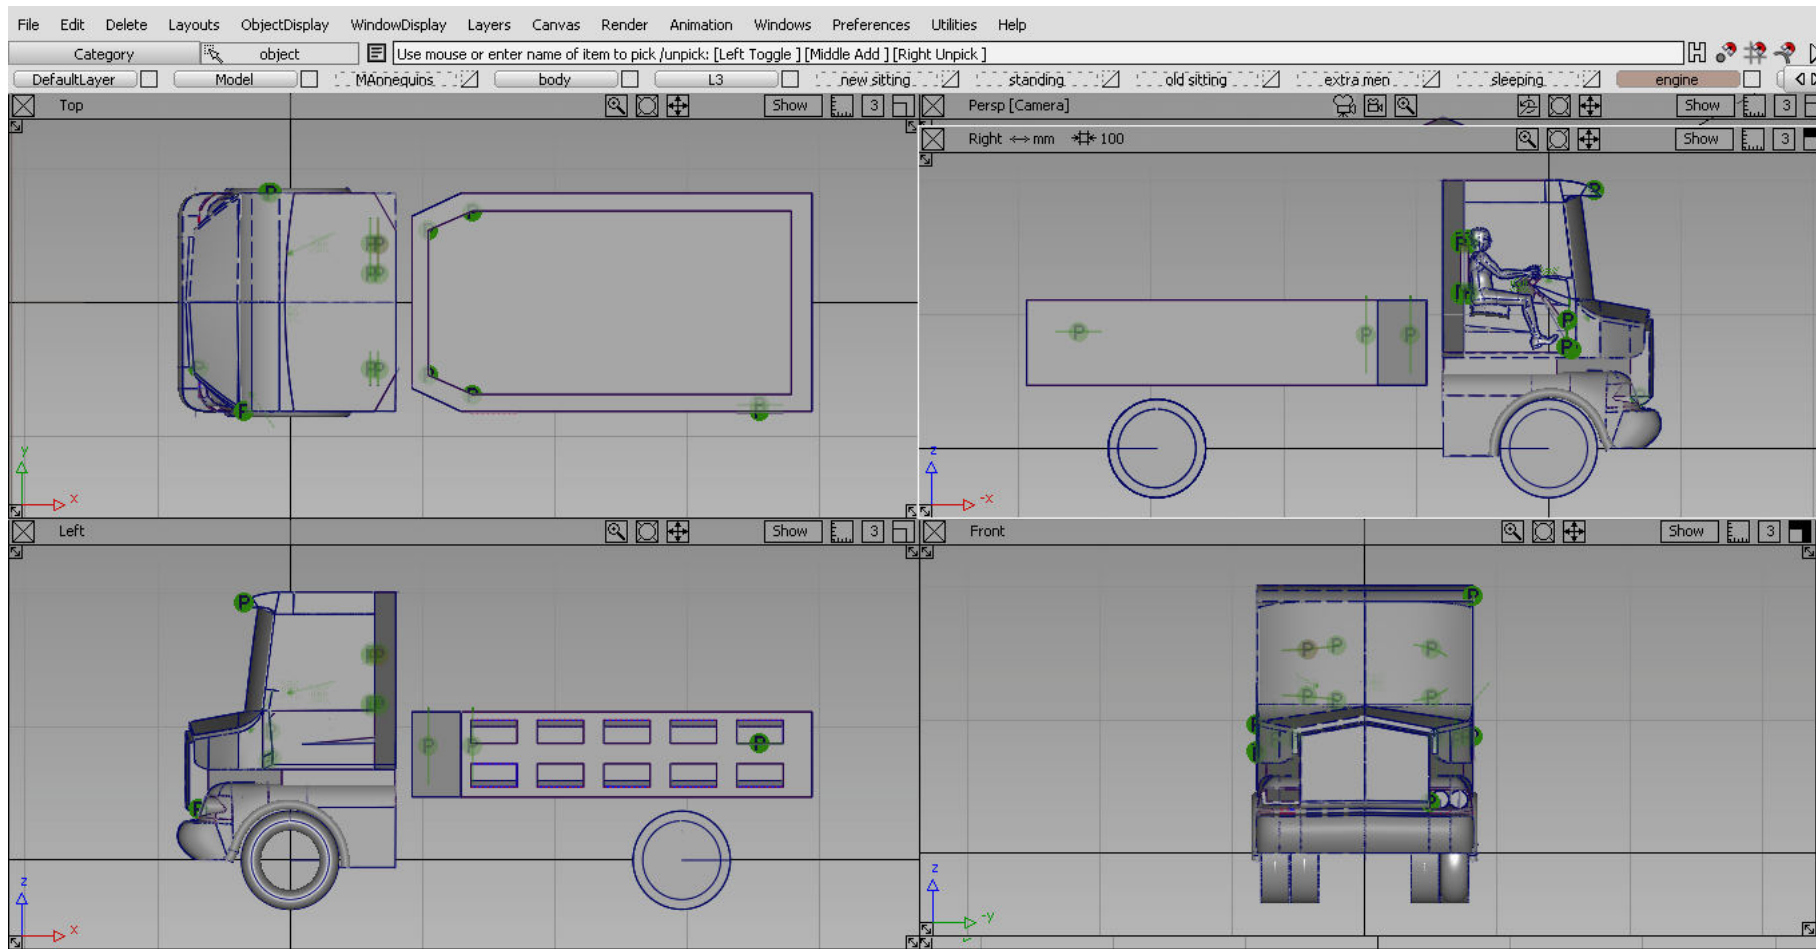 File Edit Delete Layouts ObjectDisplay WindowDisplay Layers Canvas Render Animation Windows Preferences Utilities Help
Category object Use mouse or enter name of item to pick /unpick: [Left Toggle ] [Middle Add ] [Right Unpick ]
DefaultLayer Model MAnnequins body L3 new sitting standing old sitting extra men sleeping engine
Top Show 3
Persp [Camera] Show 3
Right mm 100 Show 3
y
x
z
-x
Left Show 3
Front Show 3
z
x
z
-y